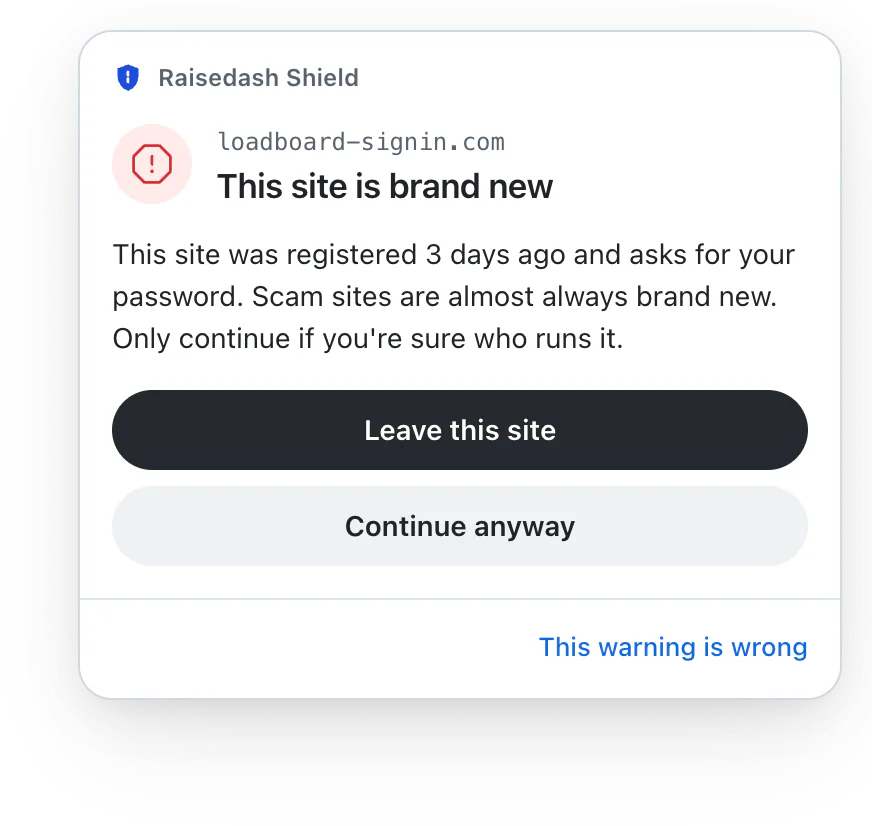 Raisedash Shield
loadboard-signin.com
This site is brand new
This site was registered 3 days ago and asks for your
password. Scam sites are almost always brand new.
Only continue if you're sure who runs it.
Leave this site
Continue anyway
This warning is wrong